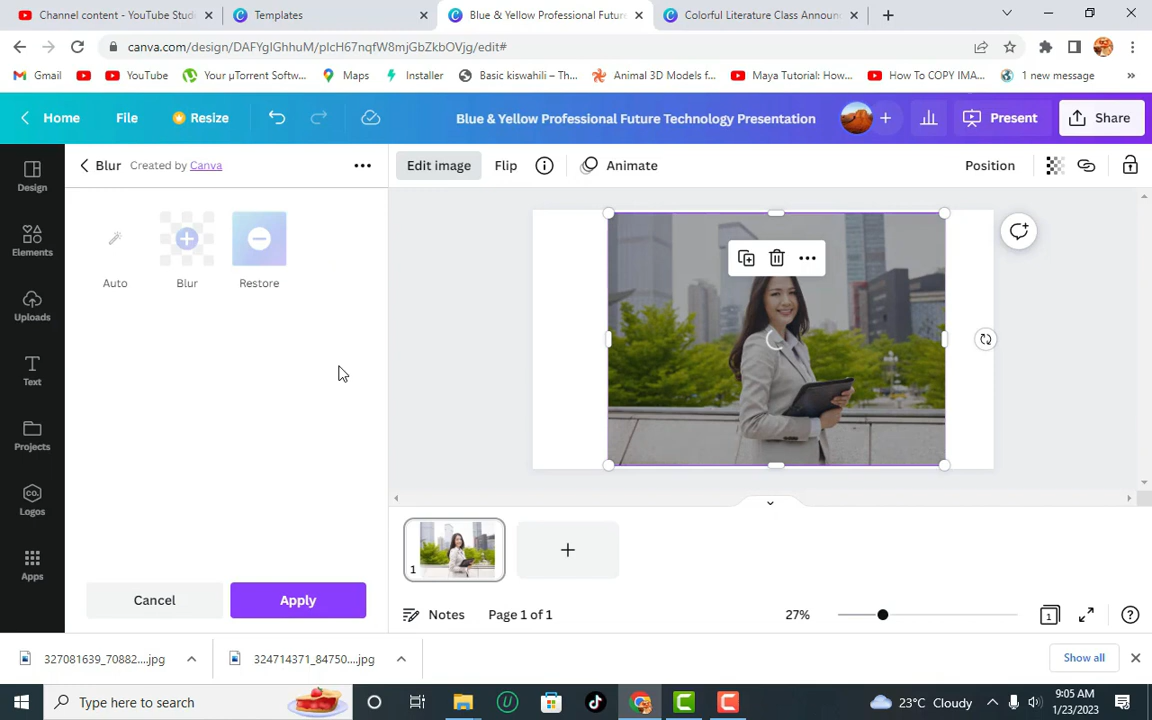 Channel content - YouTube Stud
Templates
Blue & Yellow Professional Futur
Colorful Literature Class Announ
canva.com/design/DAFYgIGhhuM/plcH67nqfW8mjGbZkbOVjg/edit#
Gmail
YouTube
Your µTorrent Softw...
Maps
Installer
Basic kiswahili – Th...
Animal 3D Models f...
Maya Tutorial: How...
How To COPY IMA...
1 new message
Home
File
Resize
Blue & Yellow Professional Future Technology Presentation
Present
Share
Blur Created by Canva
Edit image
Flip
Animate
Position
Design
Elements
Uploads
Text
Projects
CO.
Logos
Apps
Auto
Blur
Restore
Cancel
Apply
1
Notes
Page 1 of 1
27%
1
327081639_70882....jpg
324714371_84750....jpg
Show all
Type here to search
23°C Cloudy
9:05 AM
1/23/2023